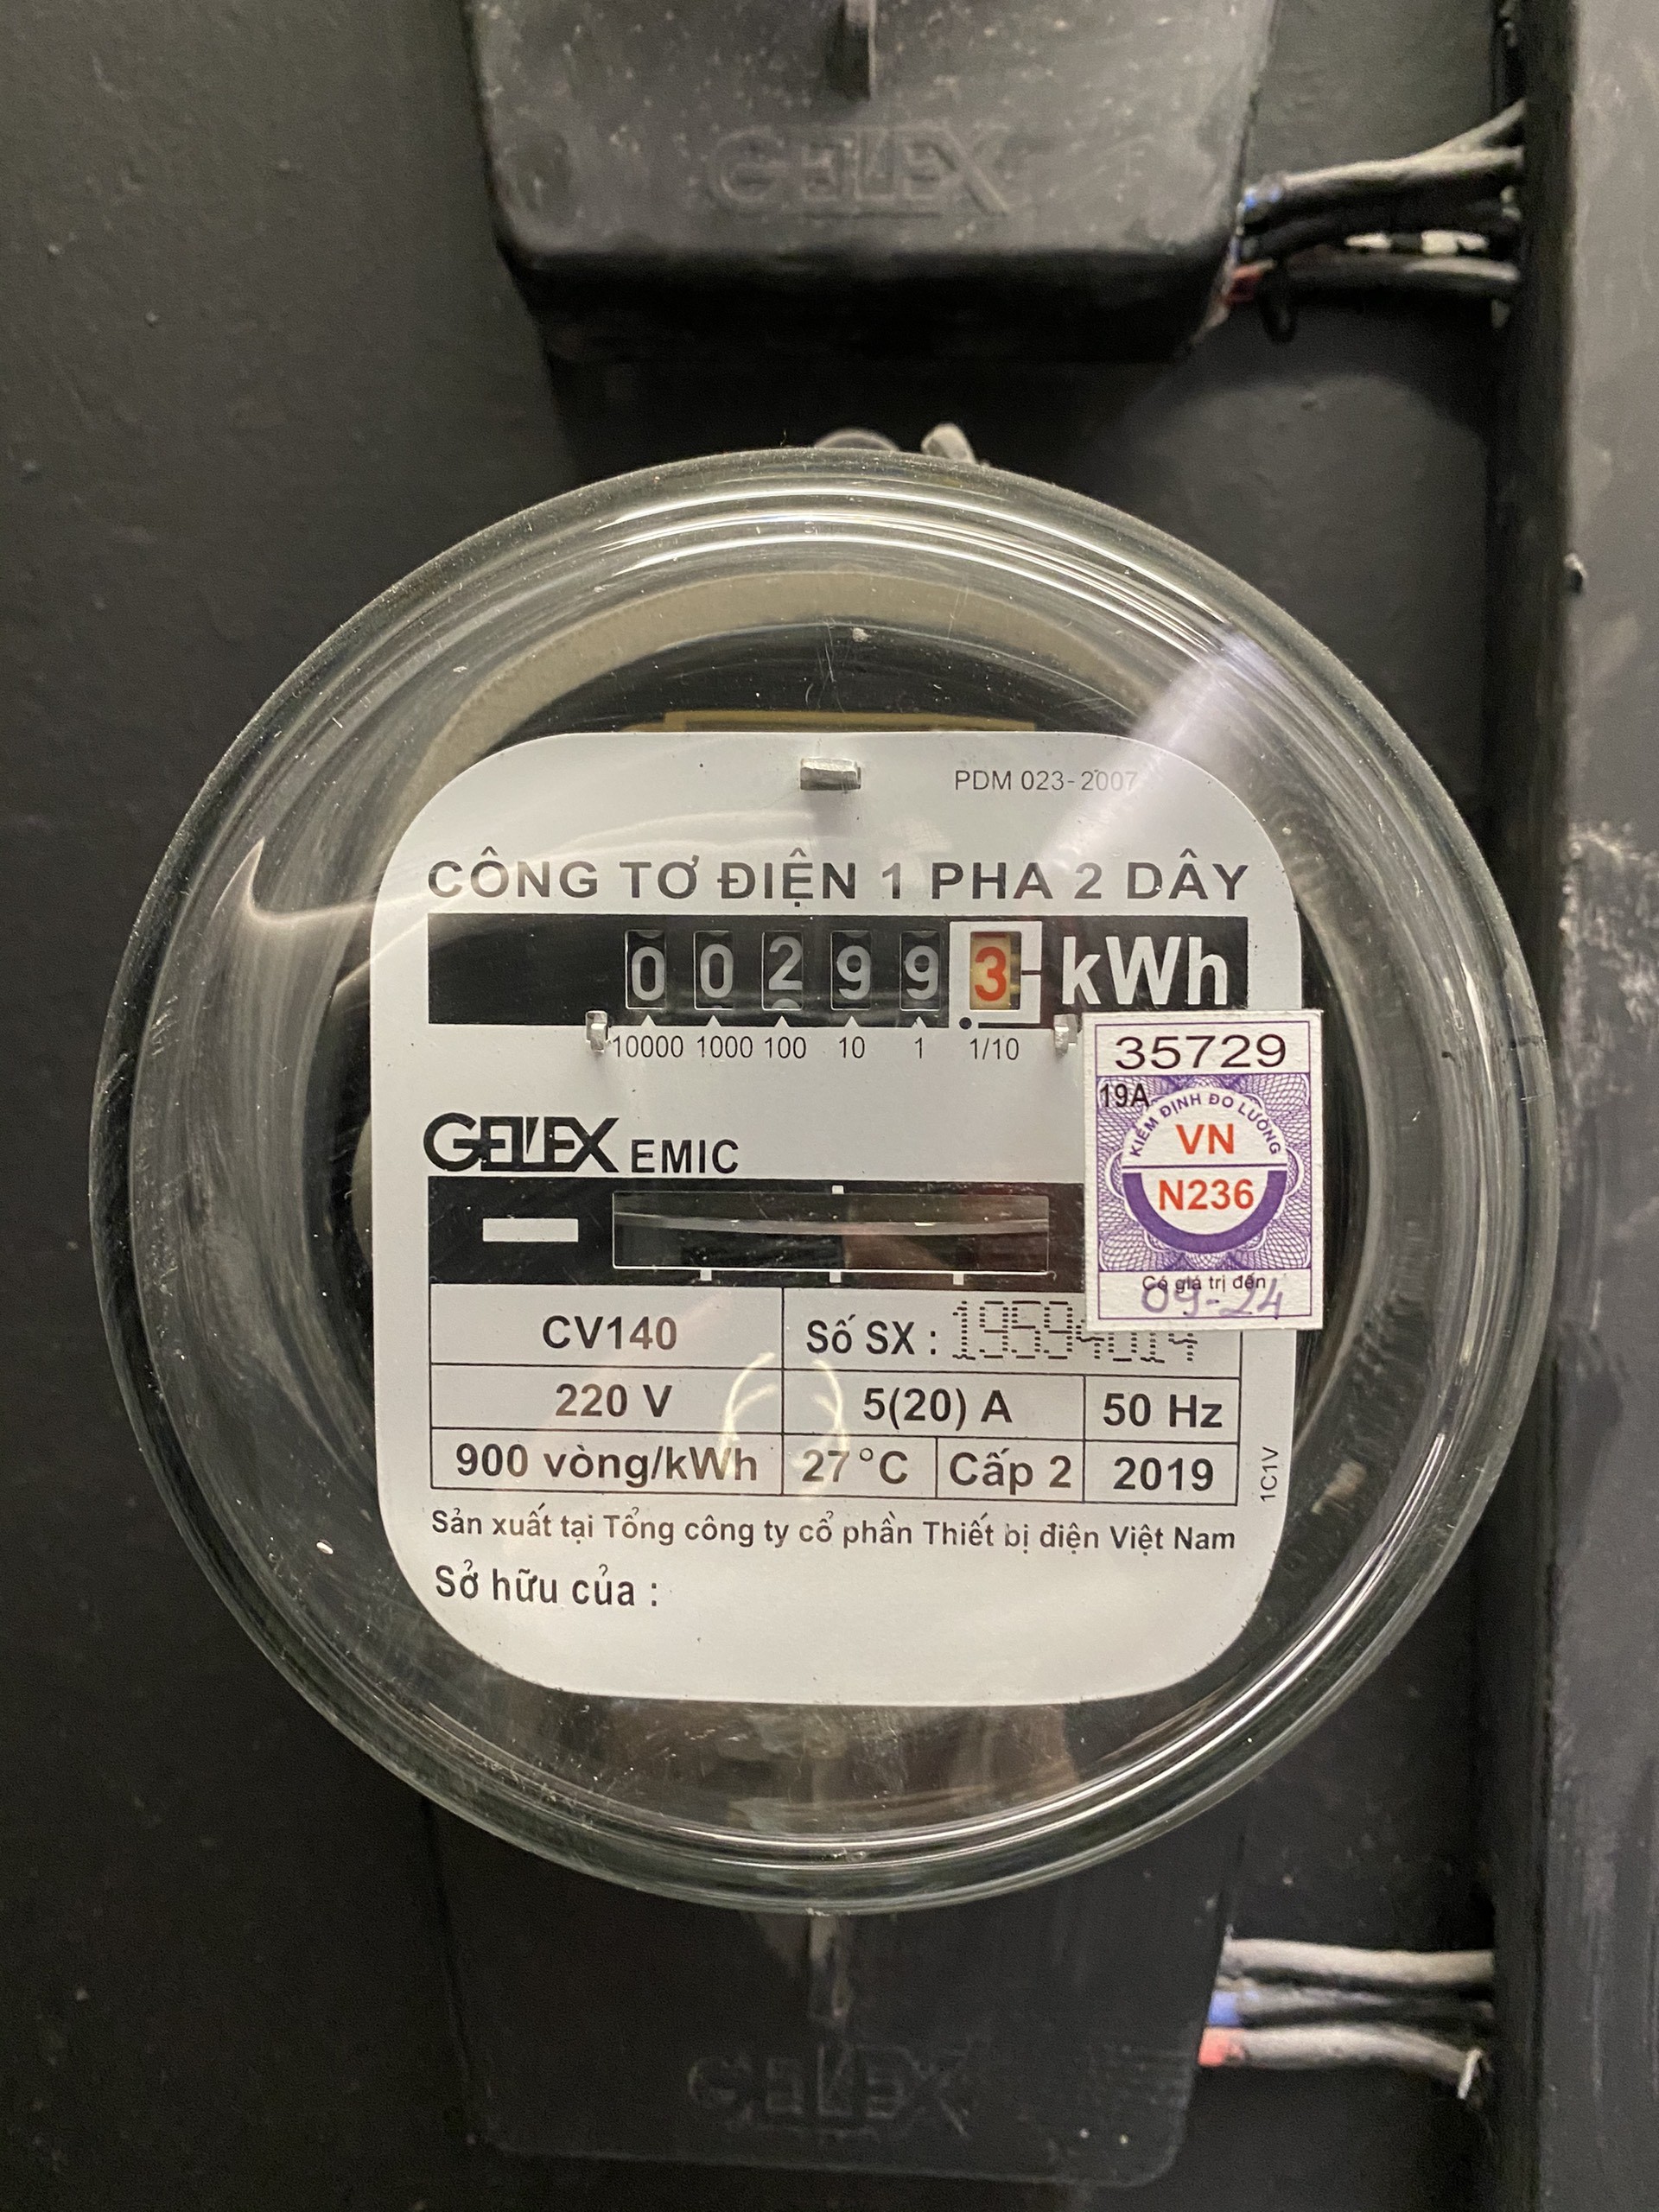 GELEX
PDM 023-2007
CÔNG TƠ ĐIỆN 1 PHA 2 DÂY
0 0 2 9 9 3 kWh
10000 1000 100 10 1 1/10
35729
19A
KIỂM ĐỊNH ĐO LƯỜNG
VN
N236
Có giá trị đến
09-24
GELEX EMIC
CV140 Số SX : 19594014
220 V 5(20) A 50 Hz
900 vòng/kWh 27°C Cấp 2 2019
1C1V
Sản xuất tại Tổng công ty cổ phần Thiết bị điện Việt Nam
Sở hữu của :
GELEX